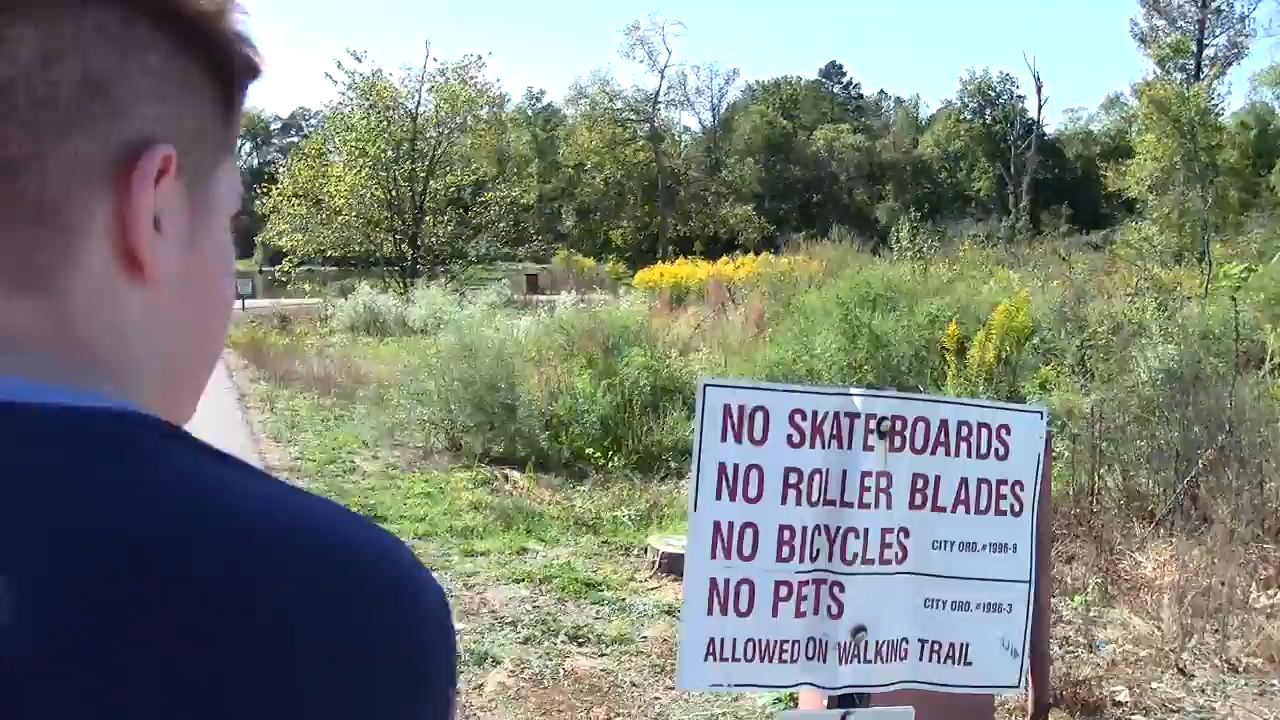 NO SKATEBOARDS
NO ROLLER BLADES
NO BICYCLES CITY ORD. #1996-8
NO PETS CITY ORD. #1996-3
ALLOWED ON WALKING TRAIL